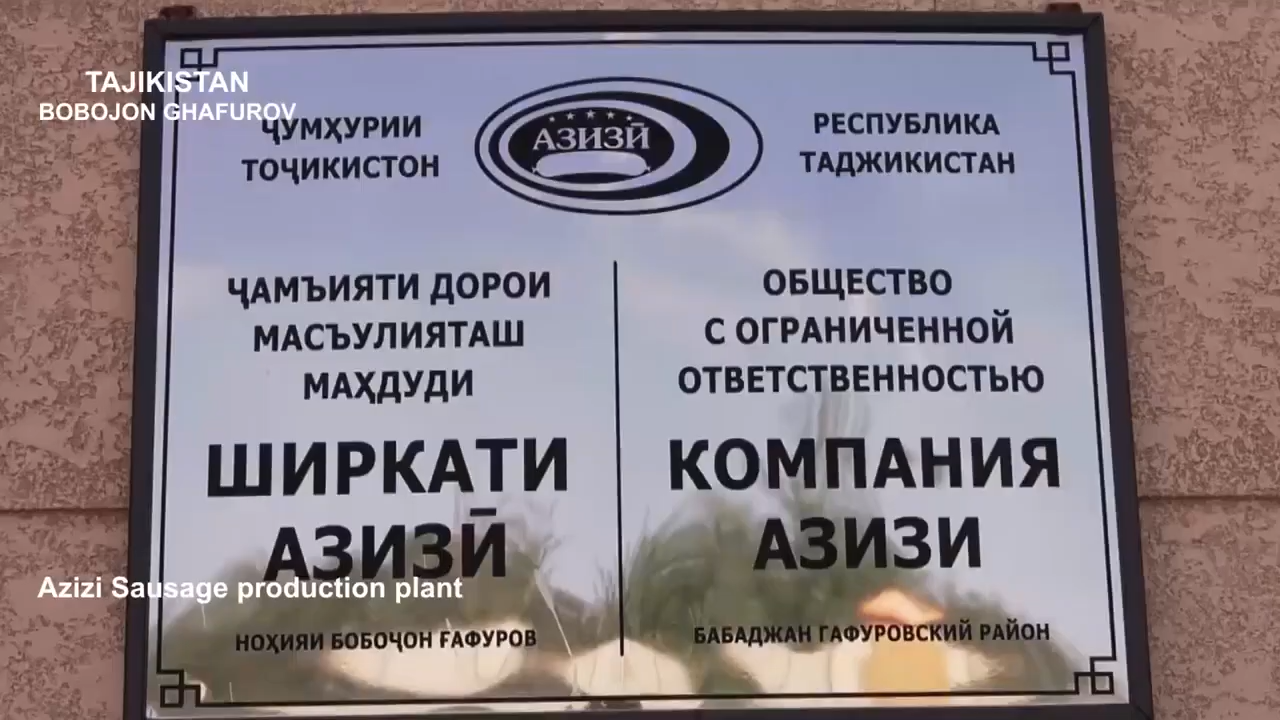 TAJIKISTAN
BOBOJON GHAFUROV
ҶУМҲУРИИ
ТОҶИКИСТОН
АЗИЗӢ
РЕСПУБЛИКА
ТАДЖИКИСТАН
ҶАМЪИЯТИ ДОРОИ
МАСЪУЛИЯТАШ
МАҲДУДИ
ШИРКАТИ
АЗИЗӢ
НОҲИЯИ БОБОҶОН ҒАФУРОВ
ОБЩЕСТВО
С ОГРАНИЧЕННОЙ
ОТВЕТСТВЕННОСТЬЮ
КОМПАНИЯ
АЗИЗИ
БАБАДЖАН ГАФУРОВСКИЙ РАЙОН
Azizi Sausage production plant